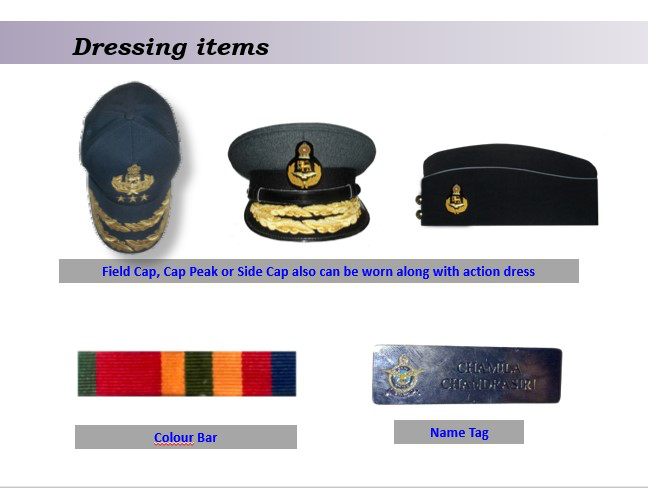 Dressing items
Field Cap, Cap Peak or Side Cap also can be worn along with action dress
CHAMILA
CHANDRASIRI
Colour Bar
Name Tag